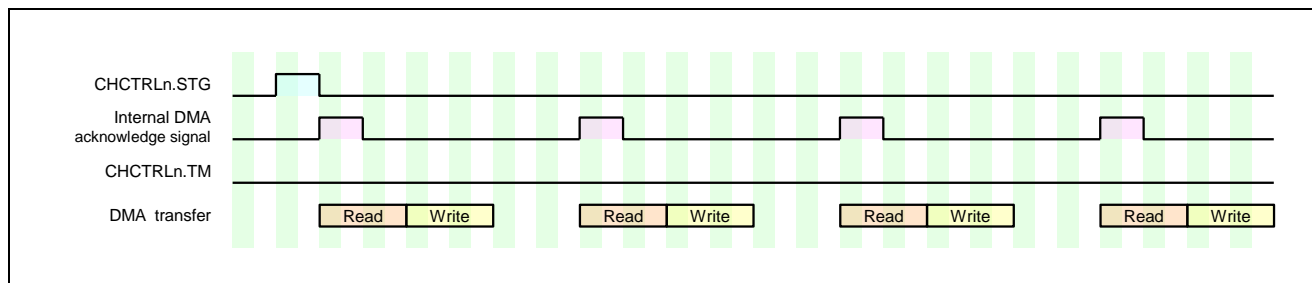 CHCTRLn.STG
Internal DMA
acknowledge signal
CHCTRLn.TM
DMA transfer
Read Write Read Write Read Write Read Write